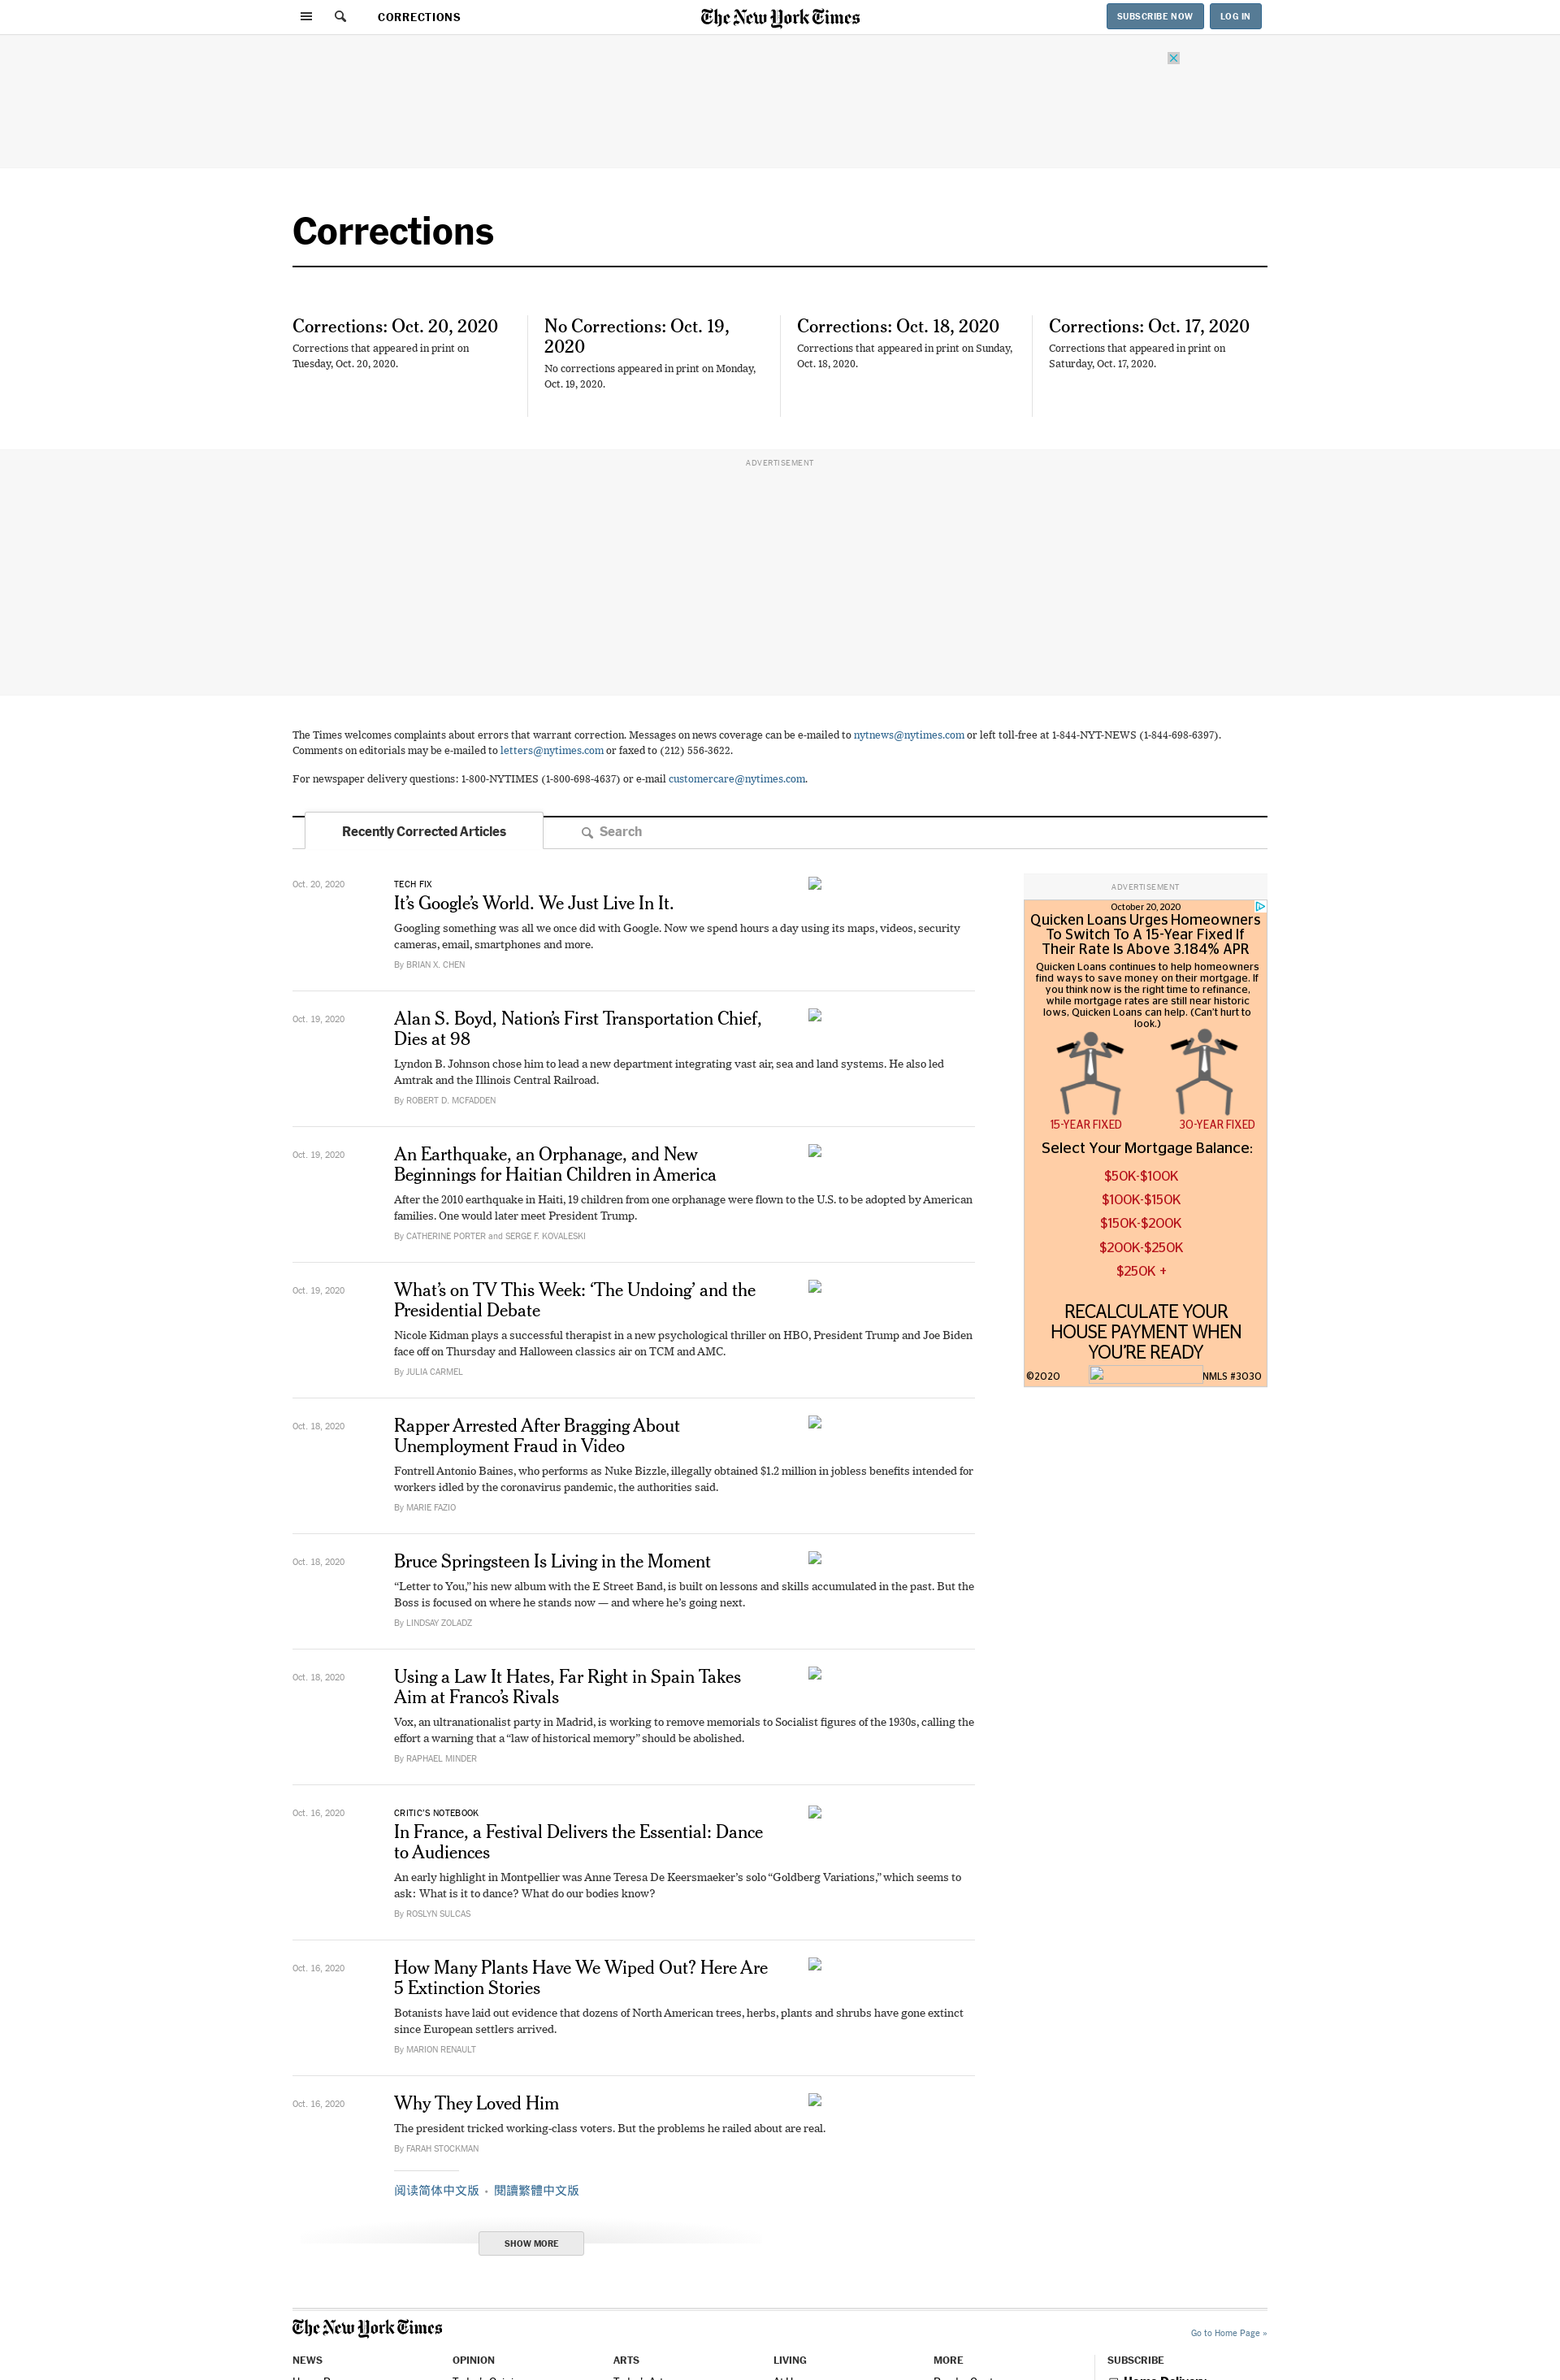 CORRECTIONS
The New York Times
SUBSCRIBE NOW
LOG IN
Corrections
Corrections: Oct. 20, 2020
Corrections that appeared in print on
Tuesday, Oct. 20, 2020.
No Corrections: Oct. 19,
2020
No corrections appeared in print on Monday,
Oct. 19, 2020.
Corrections: Oct. 18, 2020
Corrections that appeared in print on Sunday,
Oct. 18, 2020.
Corrections: Oct. 17, 2020
Corrections that appeared in print on
Saturday, Oct. 17, 2020.
ADVERTISEMENT
The Times welcomes complaints about errors that warrant correction. Messages on news coverage can be e-mailed to nytnews@nytimes.com or left toll-free at 1-844-NYT-NEWS (1-844-698-6397).
Comments on editorials may be e-mailed to letters@nytimes.com or faxed to (212) 556-3622.
For newspaper delivery questions: 1-800-NYTIMES (1-800-698-4637) or e-mail customercare@nytimes.com.
Recently Corrected Articles
Search
Oct. 20, 2020
TECH FIX
It’s Google’s World. We Just Live In It.
Googling something was all we once did with Google. Now we spend hours a day using its maps, videos, security
cameras, email, smartphones and more.
By BRIAN X. CHEN
Oct. 19, 2020
Alan S. Boyd, Nation’s First Transportation Chief,
Dies at 98
Lyndon B. Johnson chose him to lead a new department integrating vast air, sea and land systems. He also led
Amtrak and the Illinois Central Railroad.
By ROBERT D. MCFADDEN
Oct. 19, 2020
An Earthquake, an Orphanage, and New
Beginnings for Haitian Children in America
After the 2010 earthquake in Haiti, 19 children from one orphanage were flown to the U.S. to be adopted by American
families. One would later meet President Trump.
By CATHERINE PORTER and SERGE F. KOVALESKI
Oct. 19, 2020
What’s on TV This Week: ‘The Undoing’ and the
Presidential Debate
Nicole Kidman plays a successful therapist in a new psychological thriller on HBO, President Trump and Joe Biden
face off on Thursday and Halloween classics air on TCM and AMC.
By JULIA CARMEL
Oct. 18, 2020
Rapper Arrested After Bragging About
Unemployment Fraud in Video
Fontrell Antonio Baines, who performs as Nuke Bizzle, illegally obtained $1.2 million in jobless benefits intended for
workers idled by the coronavirus pandemic, the authorities said.
By MARIE FAZIO
Oct. 18, 2020
Bruce Springsteen Is Living in the Moment
“Letter to You,” his new album with the E Street Band, is built on lessons and skills accumulated in the past. But the
Boss is focused on where he stands now — and where he’s going next.
By LINDSAY ZOLADZ
Oct. 18, 2020
Using a Law It Hates, Far Right in Spain Takes
Aim at Franco’s Rivals
Vox, an ultranationalist party in Madrid, is working to remove memorials to Socialist figures of the 1930s, calling the
effort a warning that a “law of historical memory” should be abolished.
By RAPHAEL MINDER
Oct. 16, 2020
CRITIC’S NOTEBOOK
In France, a Festival Delivers the Essential: Dance
to Audiences
An early highlight in Montpellier was Anne Teresa De Keersmaeker’s solo “Goldberg Variations,” which seems to
ask: What is it to dance? What do our bodies know?
By ROSLYN SULCAS
Oct. 16, 2020
How Many Plants Have We Wiped Out? Here Are
5 Extinction Stories
Botanists have laid out evidence that dozens of North American trees, herbs, plants and shrubs have gone extinct
since European settlers arrived.
By MARION RENAULT
Oct. 16, 2020
Why They Loved Him
The president tricked working-class voters. But the problems he railed about are real.
By FARAH STOCKMAN
阅读简体中文版 • 閱讀繁體中文版
SHOW MORE
ADVERTISEMENT
October 20, 2020
Quicken Loans Urges Homeowners
To Switch To A 15-Year Fixed If
Their Rate Is Above 3.184% APR
Quicken Loans continues to help homeowners
find ways to save money on their mortgage. If
you think now is the right time to refinance,
while mortgage rates are still near historic
lows, Quicken Loans can help. (Can't hurt to
look.)
15-YEAR FIXED
30-YEAR FIXED
Select Your Mortgage Balance:
$50K-$100K
$100K-$150K
$150K-$200K
$200K-$250K
$250K +
RECALCULATE YOUR
HOUSE PAYMENT WHEN
YOU'RE READY
©2020
NMLS #3030
The New York Times
Go to Home Page »
NEWS
OPINION
ARTS
LIVING
MORE
SUBSCRIBE